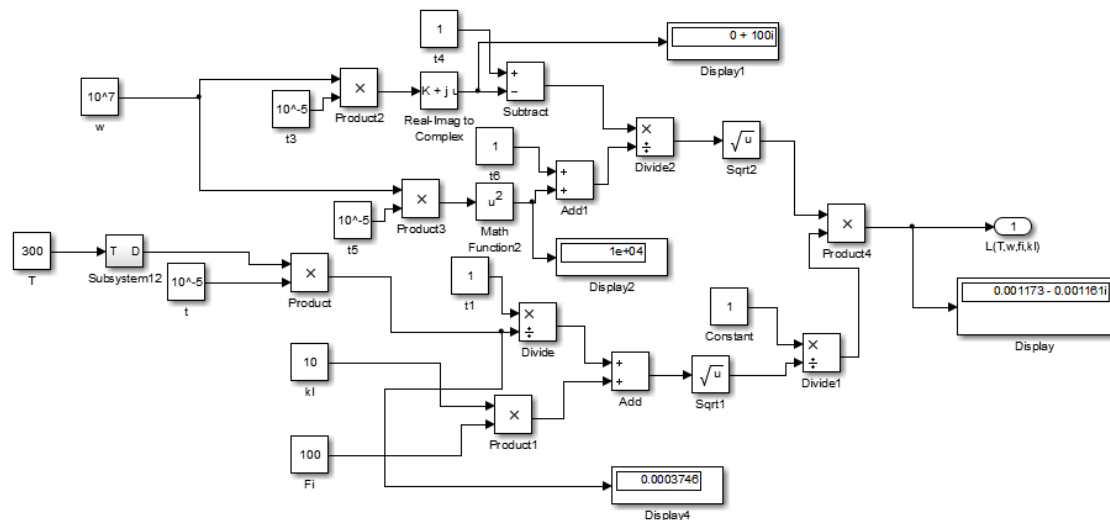 1
t4
0 + 100i
Display1
10^7
w
10^-5
t3
×
Product2
K + j u
Real-Imag to
Complex
+
−
Subtract
1
t6
+
+
Add1
×
÷
Divide2
√u
Sqrt2
10^-5
t5
×
Product3
u²
Math
Function2
1e+04
Display2
×
Product4
1
L(T,w,fi,kl)
0.001173 - 0.001161i
Display
300
T
T D
Subsystem12
10^-5
t
×
Product
1
t1
×
÷
Divide
1
Constant
×
÷
Divide1
10
kl
×
Product1
+
+
Add
√u
Sqrt1
100
Fi
0.0003746
Display4